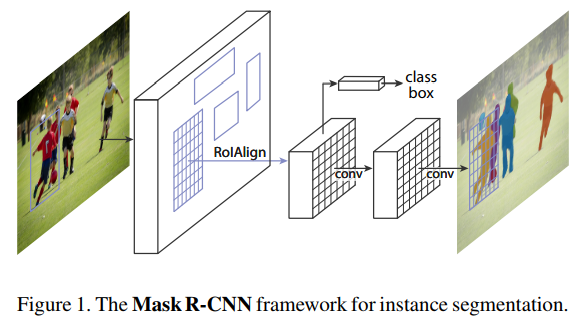 class
box
RoIAlign
conv
conv
Figure 1. The Mask R-CNN framework for instance segmentation.